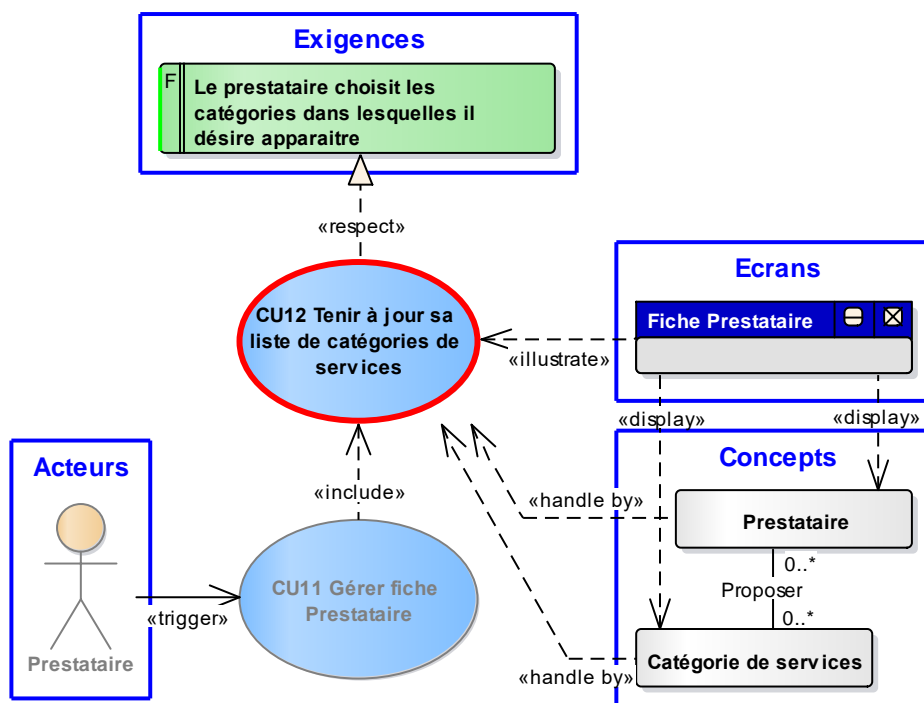 Exigences
F
Le prestataire choisit les
catégories dans lesquelles il
désire apparaitre
«respect»
CU12 Tenir à jour sa
liste de catégories de
services
Ecrans
Fiche Prestataire
«illustrate»
«display»
«display»
Acteurs
Prestataire
«trigger»
«include»
CU11 Gérer fiche
Prestataire
Concepts
«handle by»
Prestataire
0..*
Proposer
0..*
Catégorie de services
«handle by»